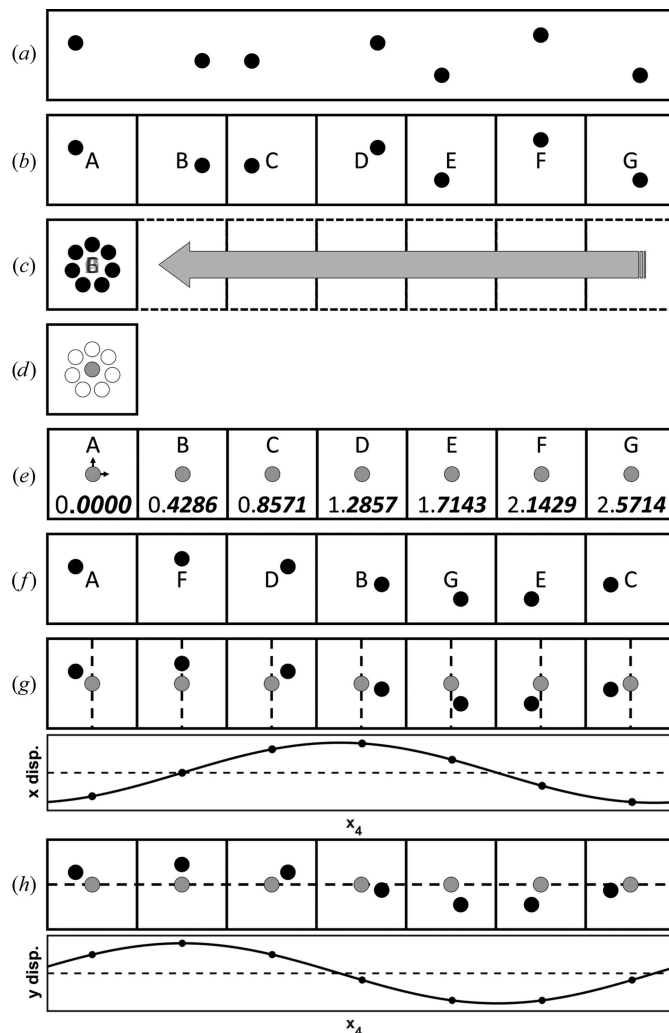 (a)
(b) A B C D E F G
(c)
(d)
(e) A B C D E F G
0.0000 0.4286 0.8571 1.2857 1.7143 2.1429 2.5714
(f) A F D B G E C
(g)
x disp.
x4
(h)
y disp.
x4